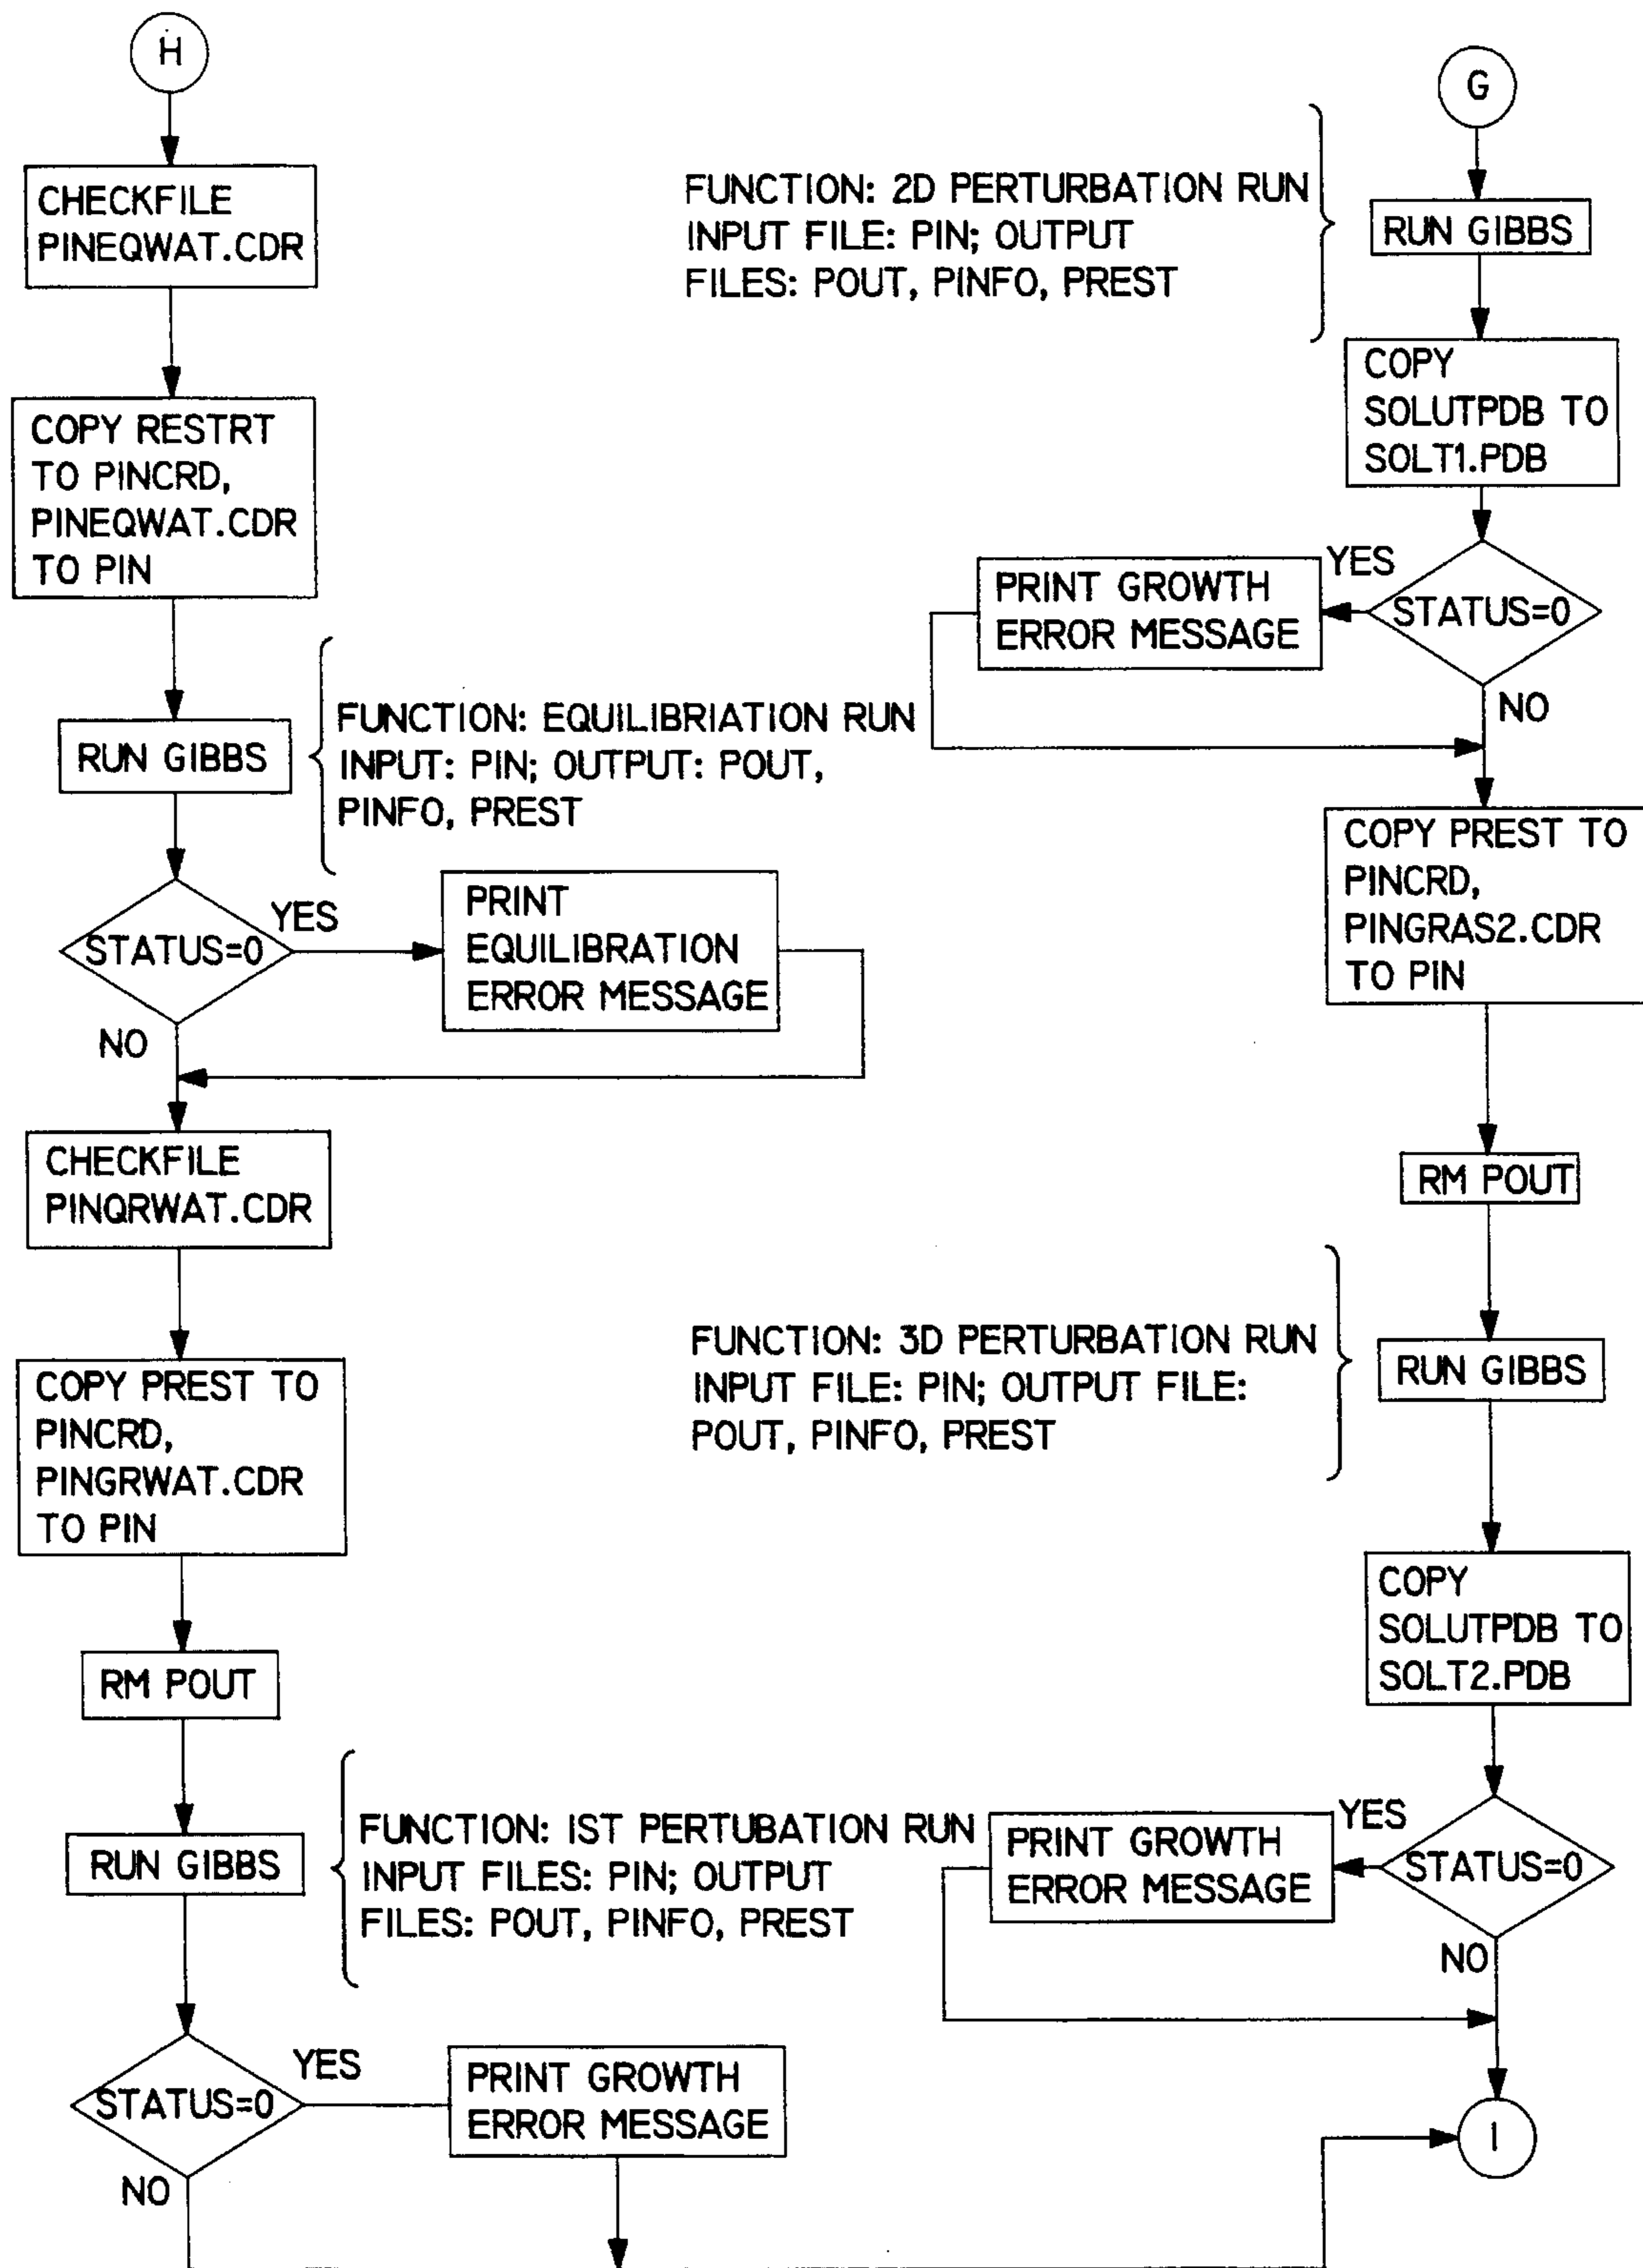 H
CHECKFILE
PINEQWAT.CDR
COPY RESTRT
TO PINCRD,
PINEQWAT.CDR
TO PIN
RUN GIBBS
FUNCTION: EQUILIBRIATION RUN
INPUT: PIN; OUTPUT: POUT,
PINFO, PREST
STATUS=0
YES
PRINT
EQUILIBRATION
ERROR MESSAGE
NO
CHECKFILE
PINQRWAT.CDR
COPY PREST TO
PINCRD,
PINGRWAT.CDR
TO PIN
RM POUT
RUN GIBBS
FUNCTION: IST PERTUBATION RUN
INPUT FILES: PIN; OUTPUT
FILES: POUT, PINFO, PREST
STATUS=0
YES
PRINT GROWTH
ERROR MESSAGE
NO
G
FUNCTION: 2D PERTURBATION RUN
INPUT FILE: PIN; OUTPUT
FILES: POUT, PINFO, PREST
RUN GIBBS
COPY
SOLUTPDB TO
SOLT1.PDB
STATUS=0
YES
PRINT GROWTH
ERROR MESSAGE
NO
COPY PREST TO
PINCRD,
PINGRAS2.CDR
TO PIN
RM POUT
FUNCTION: 3D PERTURBATION RUN
INPUT FILE: PIN; OUTPUT FILE:
POUT, PINFO, PREST
RUN GIBBS
COPY
SOLUTPDB TO
SOLT2.PDB
STATUS=0
YES
PRINT GROWTH
ERROR MESSAGE
NO
I